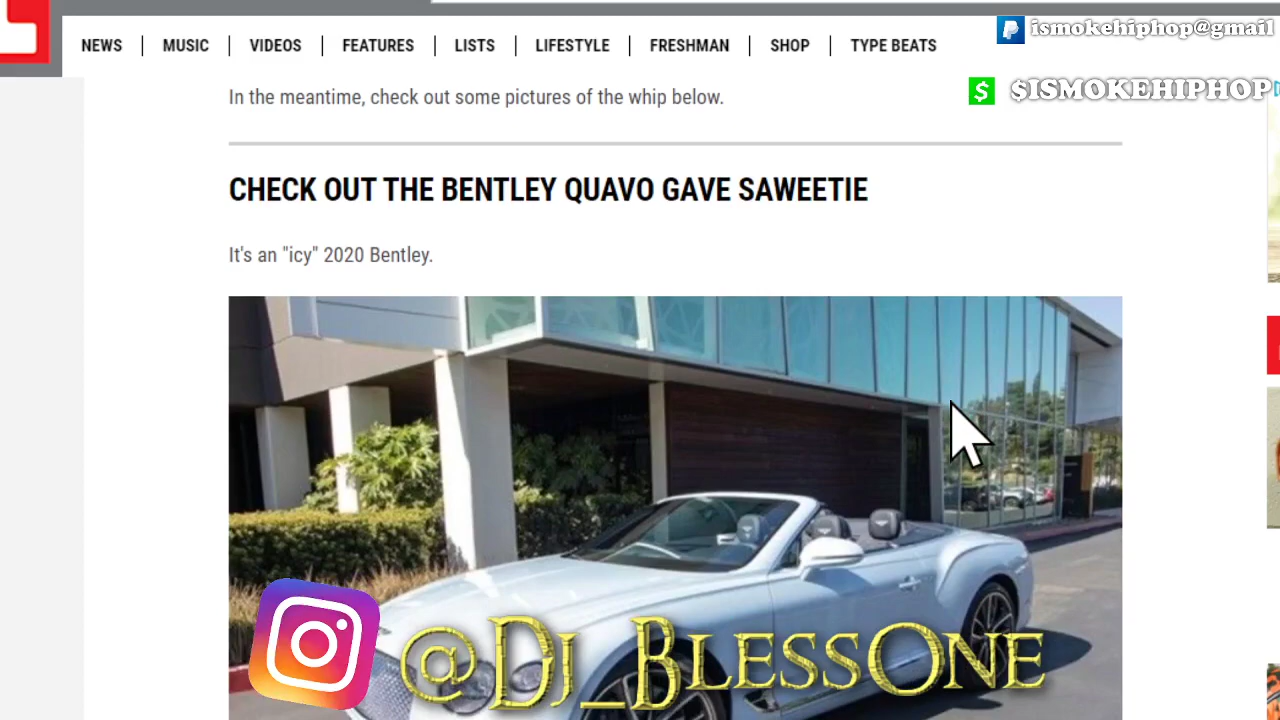 NEWS | MUSIC | VIDEOS | FEATURES | LISTS | LIFESTYLE | FRESHMAN | SHOP | TYPE BEATS
ismokehiphop@gmail
$ISMOKEHIPHOP
In the meantime, check out some pictures of the whip below.
CHECK OUT THE BENTLEY QUAVO GAVE SAWEETIE
It's an "icy" 2020 Bentley.
@Dj_BlessOne